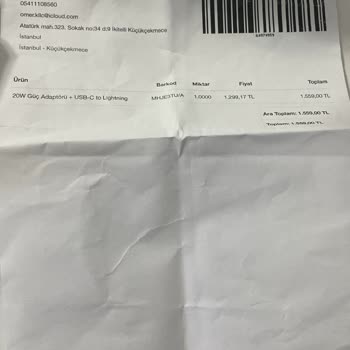 05411108560
omer.kilc@icloud.com
Atatürk mah.323. Sokak no:34 d:9 İkitelli Küçükçekmece
İstanbul
İstanbul - Küçükçekmece
Ürün Barkod Miktar Fiyat Toplam
20W Güç Adaptörü + USB-C to Lightning MHJE3TU/A 1.0000 1.299,17 TL 1.559,00 TL
Ara Toplam: 1.559,00 TL
Toplam: 1.559,00 TL